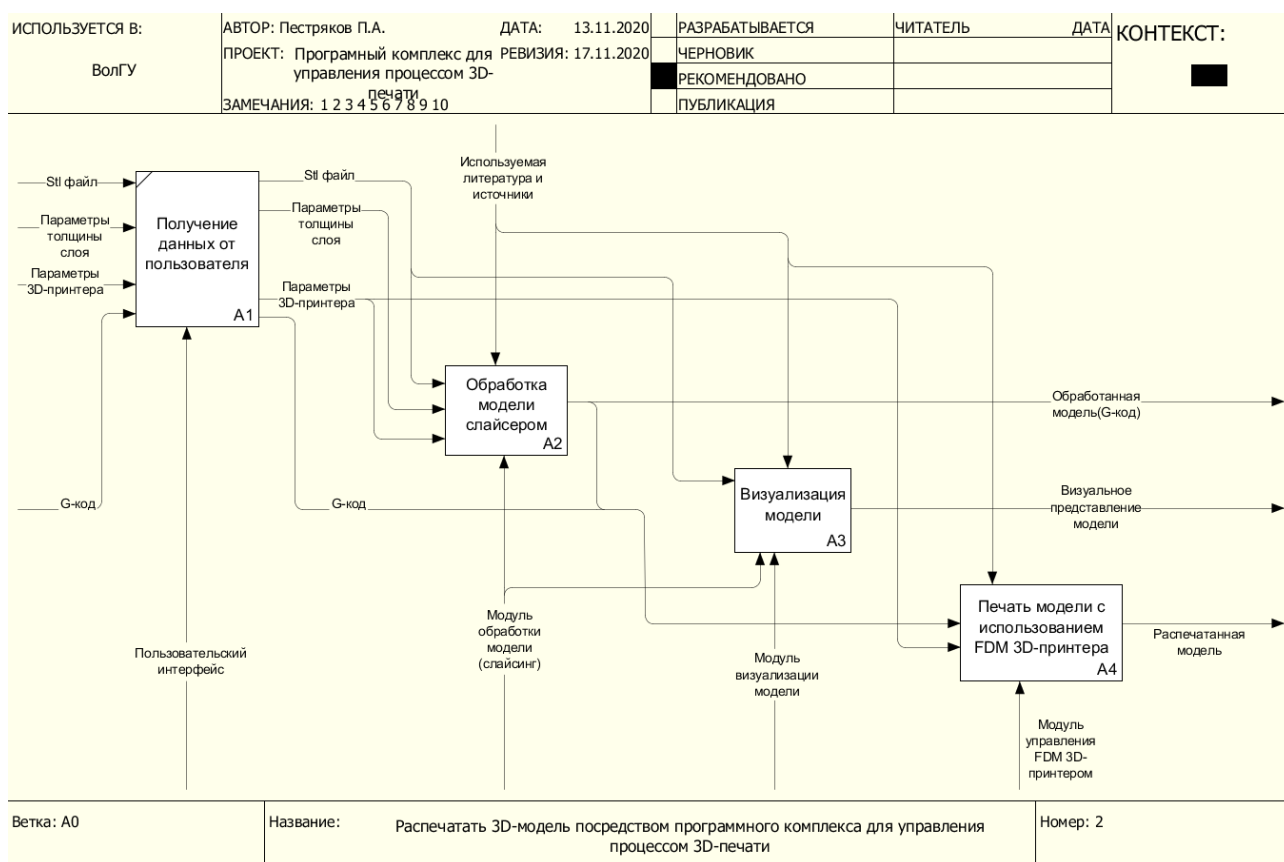 ИСПОЛЬЗУЕТСЯ В:
ВолГУ
АВТОР: Пестряков П.А.
ДАТА: 13.11.2020
ПРОЕКТ: Програмный комплекс для
управления процессом 3D-
печати
РЕВИЗИЯ: 17.11.2020
ЗАМЕЧАНИЯ: 1 2 3 4 5 6 7 8 9 10
РАЗРАБАТЫВАЕТСЯ
ЧЕРНОВИК
РЕКОМЕНДОВАНО
ПУБЛИКАЦИЯ
ЧИТАТЕЛЬ
ДАТА
КОНТЕКСТ:
Stl файл
Параметры
толщины
слоя
Параметры
3D-принтера
G-код
Получение
данных от
пользователя
A1
Stl файл
Параметры
толщины
слоя
Параметры
3D-принтера
G-код
Используемая
литература и
источники
Обработка
модели
слайсером
A2
Обработанная
модель(G-код)
Визуализация
модели
A3
Визуальное
представление
модели
Печать модели с
использованием
FDM 3D-принтера
A4
Распечатанная
модель
Пользовательский
интерфейс
Модуль
обработки
модели
(слайсинг)
Модуль
визуализации
модели
Модуль
управления
FDM 3D-
принтером
Ветка: A0
Название:
Распечатать 3D-модель посредством программного комплекса для управления
процессом 3D-печати
Номер: 2